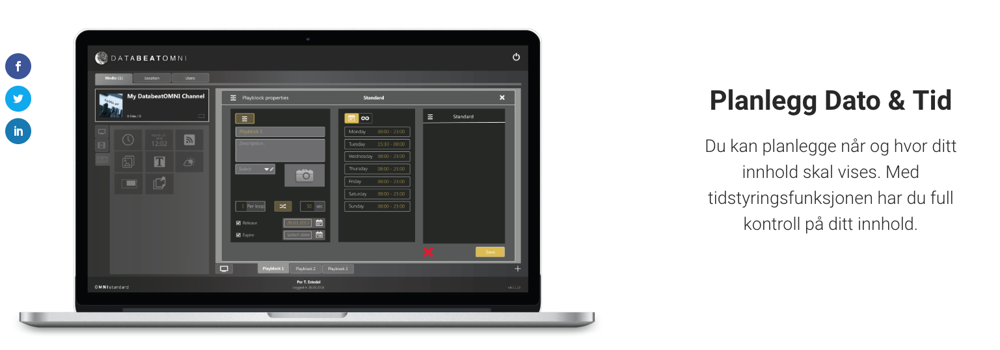 DATABEATOMNI
Media (1) Location Users
My DatabeatOMNI Channel
0 Files / 0
12:02
T
Playblock properties Standard
Playblock 1
Description
Select
1 Per loop 10 sec
Release 28.03.2017
Expire Select date
Monday 08:00 - 23:00
Tuesday 15:30 - 00:00
Wednesday 08:00 - 23:00
Thursday 08:00 - 23:00
Friday 08:00 - 23:00
Saturday 08:00 - 23:00
Sunday 08:00 - 23:00
Standard
Save
Playblock 1 Playblock 2 Playblock 3
OMNIstandard
Per T. Estedal
Logged in 28.08.2018
f
in
Planlegg Dato & Tid
Du kan planlegge når og hvor ditt
innhold skal vises. Med
tidstyringsfunksjonen har du full
kontroll på ditt innhold.